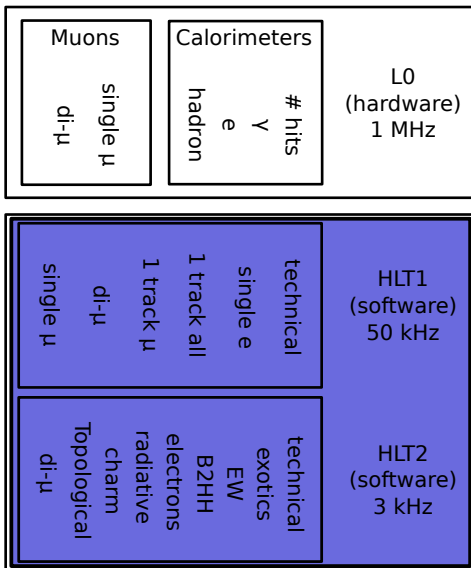 Muons
single μ
di-μ
Calorimeters
# hits
γ
e
hadron
L0
(hardware)
1 MHz
technical
single e
1 track all
1 track μ
di-μ
single μ
HLT1
(software)
50 kHz
technical
exotics
EW
B2HH
electrons
radiative
charm
Topological
di-μ
HLT2
(software)
3 kHz